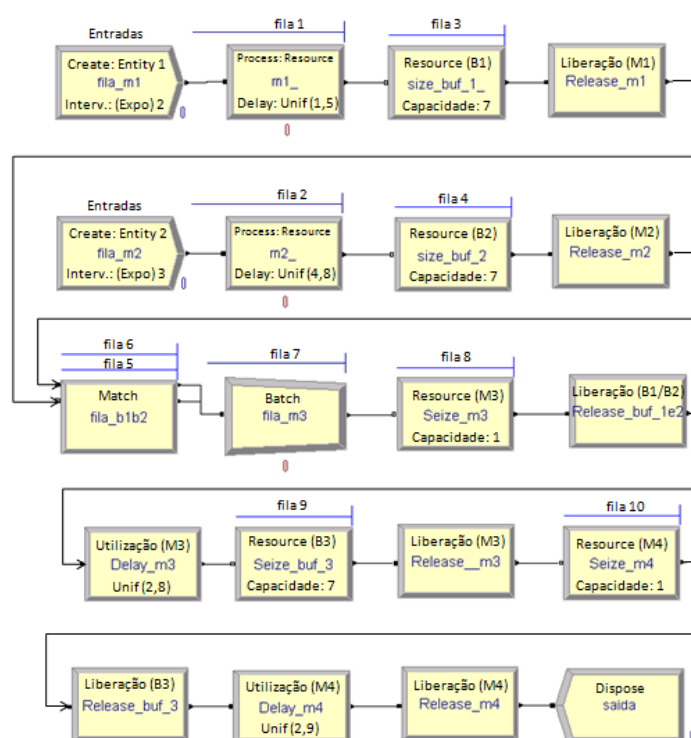 fila 1
fila 3
Entradas
Create: Entity 1
fila_m1
Interv.: (Expo) 2
0
Process: Resource
m1_
Delay: Unif (1,5)
0
Resource (B1)
size_buf_1_
Capacidade: 7
Liberação (M1)
Release_m1
fila 2
fila 4
Entradas
Create: Entity 2
fila_m2
Interv.: (Expo) 3
0
Process: Resource
m2_
Delay: Unif (4,8)
0
Resource (B2)
size_buf_2
Capacidade: 7
Liberação (M2)
Release_m2
fila 6
fila 5
Match
fila_b1b2
fila 7
Batch
fila_m3
0
fila 8
Resource (M3)
Seize_m3
Capacidade: 1
Liberação (B1/B2)
Release_buf_1e2
Utilização (M3)
Delay_m3
Unif (2,8)
fila 9
Resource (B3)
Seize_buf_3
Capacidade: 7
Liberação (M3)
Release__m3
fila 10
Resource (M4)
Seize_m4
Capacidade: 1
Liberação (B3)
Release_buf_3
Utilização (M4)
Delay_m4
Unif (2,9)
Liberação (M4)
Release_m4
Dispose
saida